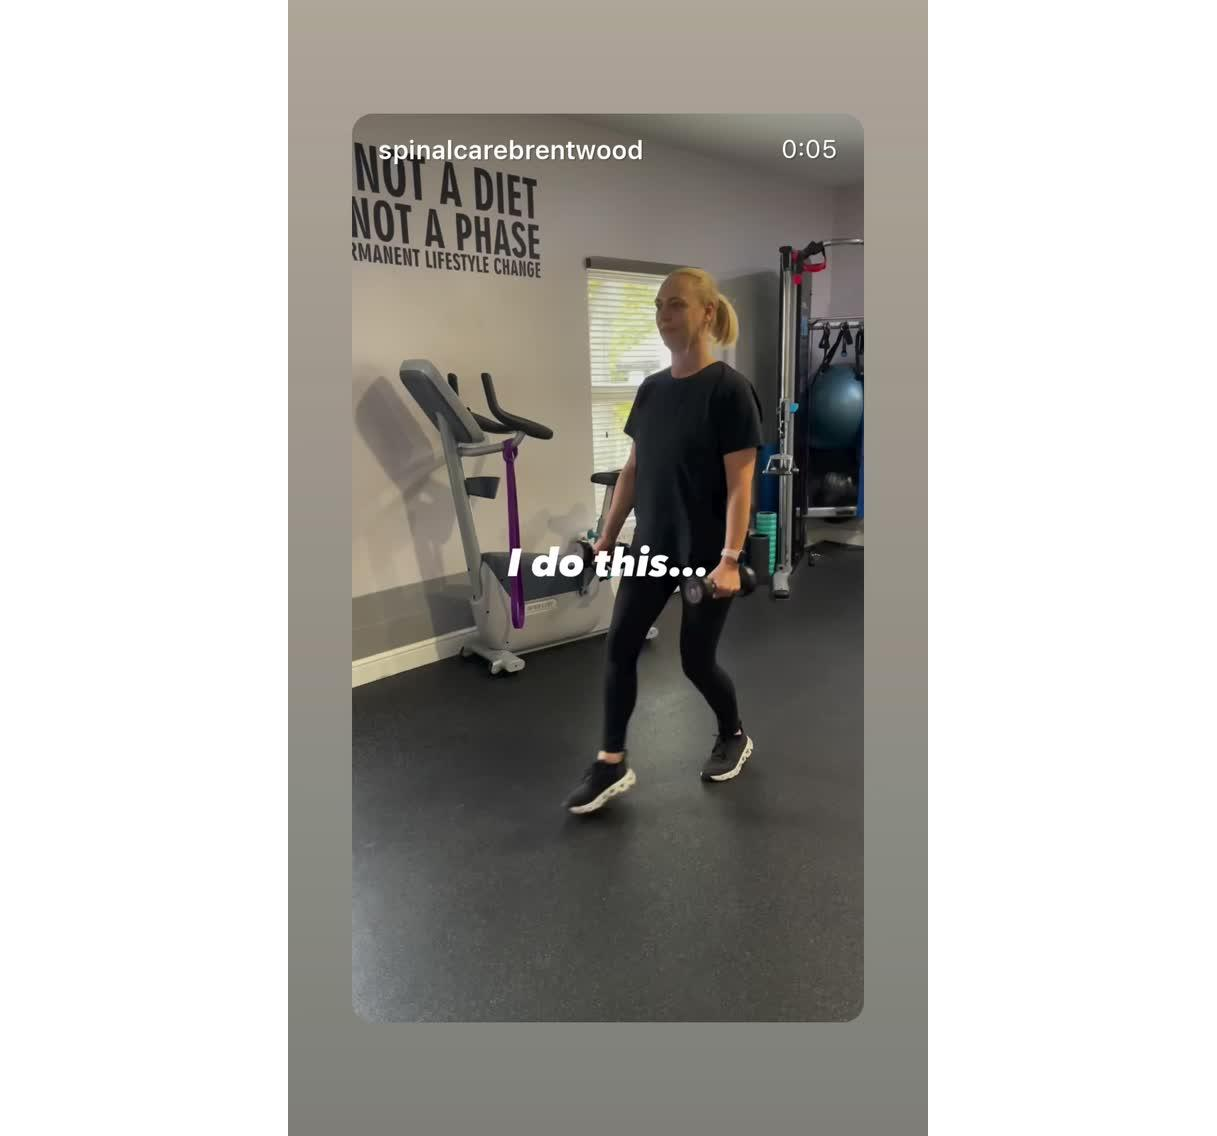 spinalcarebrentwood
0:05
NOT A DIET
NOT A PHASE
RMANENT LIFESTYLE CHANGE
I do this...